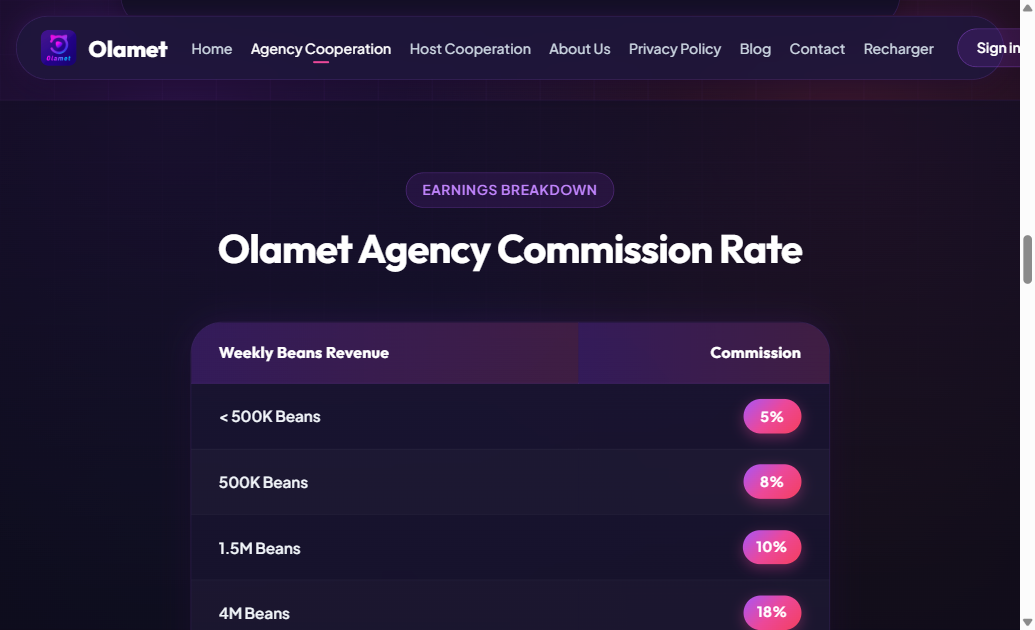 Olamet
Olamet
Home
Agency Cooperation
Host Cooperation
About Us
Privacy Policy
Blog
Contact
Recharger
Sign in
EARNINGS BREAKDOWN
Olamet Agency Commission Rate
Weekly Beans Revenue
Commission
< 500K Beans
5%
500K Beans
8%
1.5M Beans
10%
4M Beans
18%